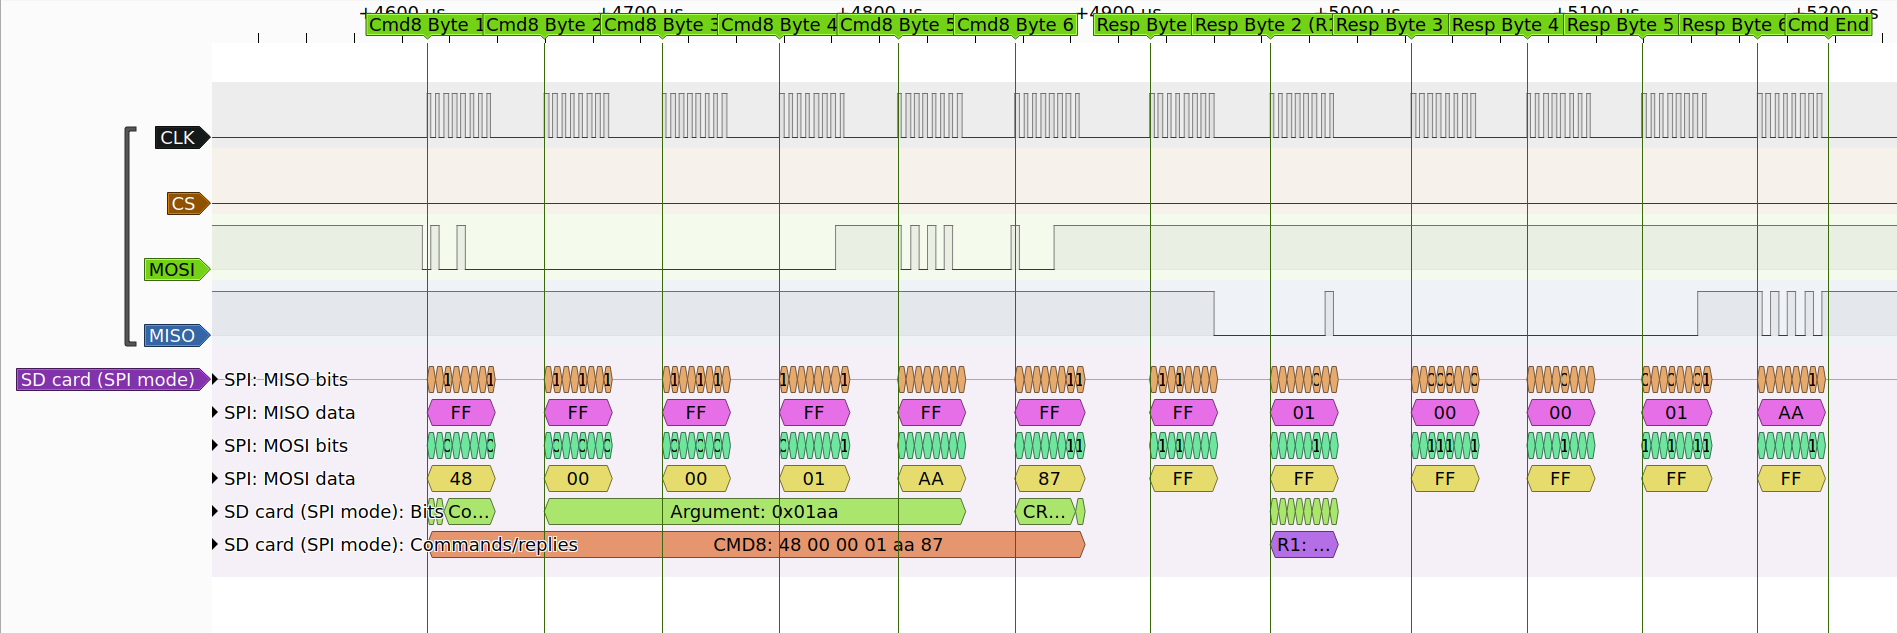 +4600 µs +4700 µs +4800 µs +4900 µs +5000 µs +5100 µs +5200 µs
Cmd8 Byte 1 Cmd8 Byte 2 Cmd8 Byte 3 Cmd8 Byte 4 Cmd8 Byte 5 Cmd8 Byte 6 Resp Byte Resp Byte 2 (R1 Resp Byte 3 Resp Byte 4 Resp Byte 5 Resp Byte 6 Cmd End
CLK
CS
MOSI
MISO
SD card (SPI mode) SPI: MISO bits
SPI: MISO data FF FF FF FF FF FF FF 01 00 00 01 AA
SPI: MOSI bits
SPI: MOSI data 48 00 00 01 AA 87 FF FF FF FF FF FF
SD card (SPI mode): Bits Co... Argument: 0x01aa CR...
SD card (SPI mode): Commands/replies CMD8: 48 00 00 01 aa 87 R1: ...